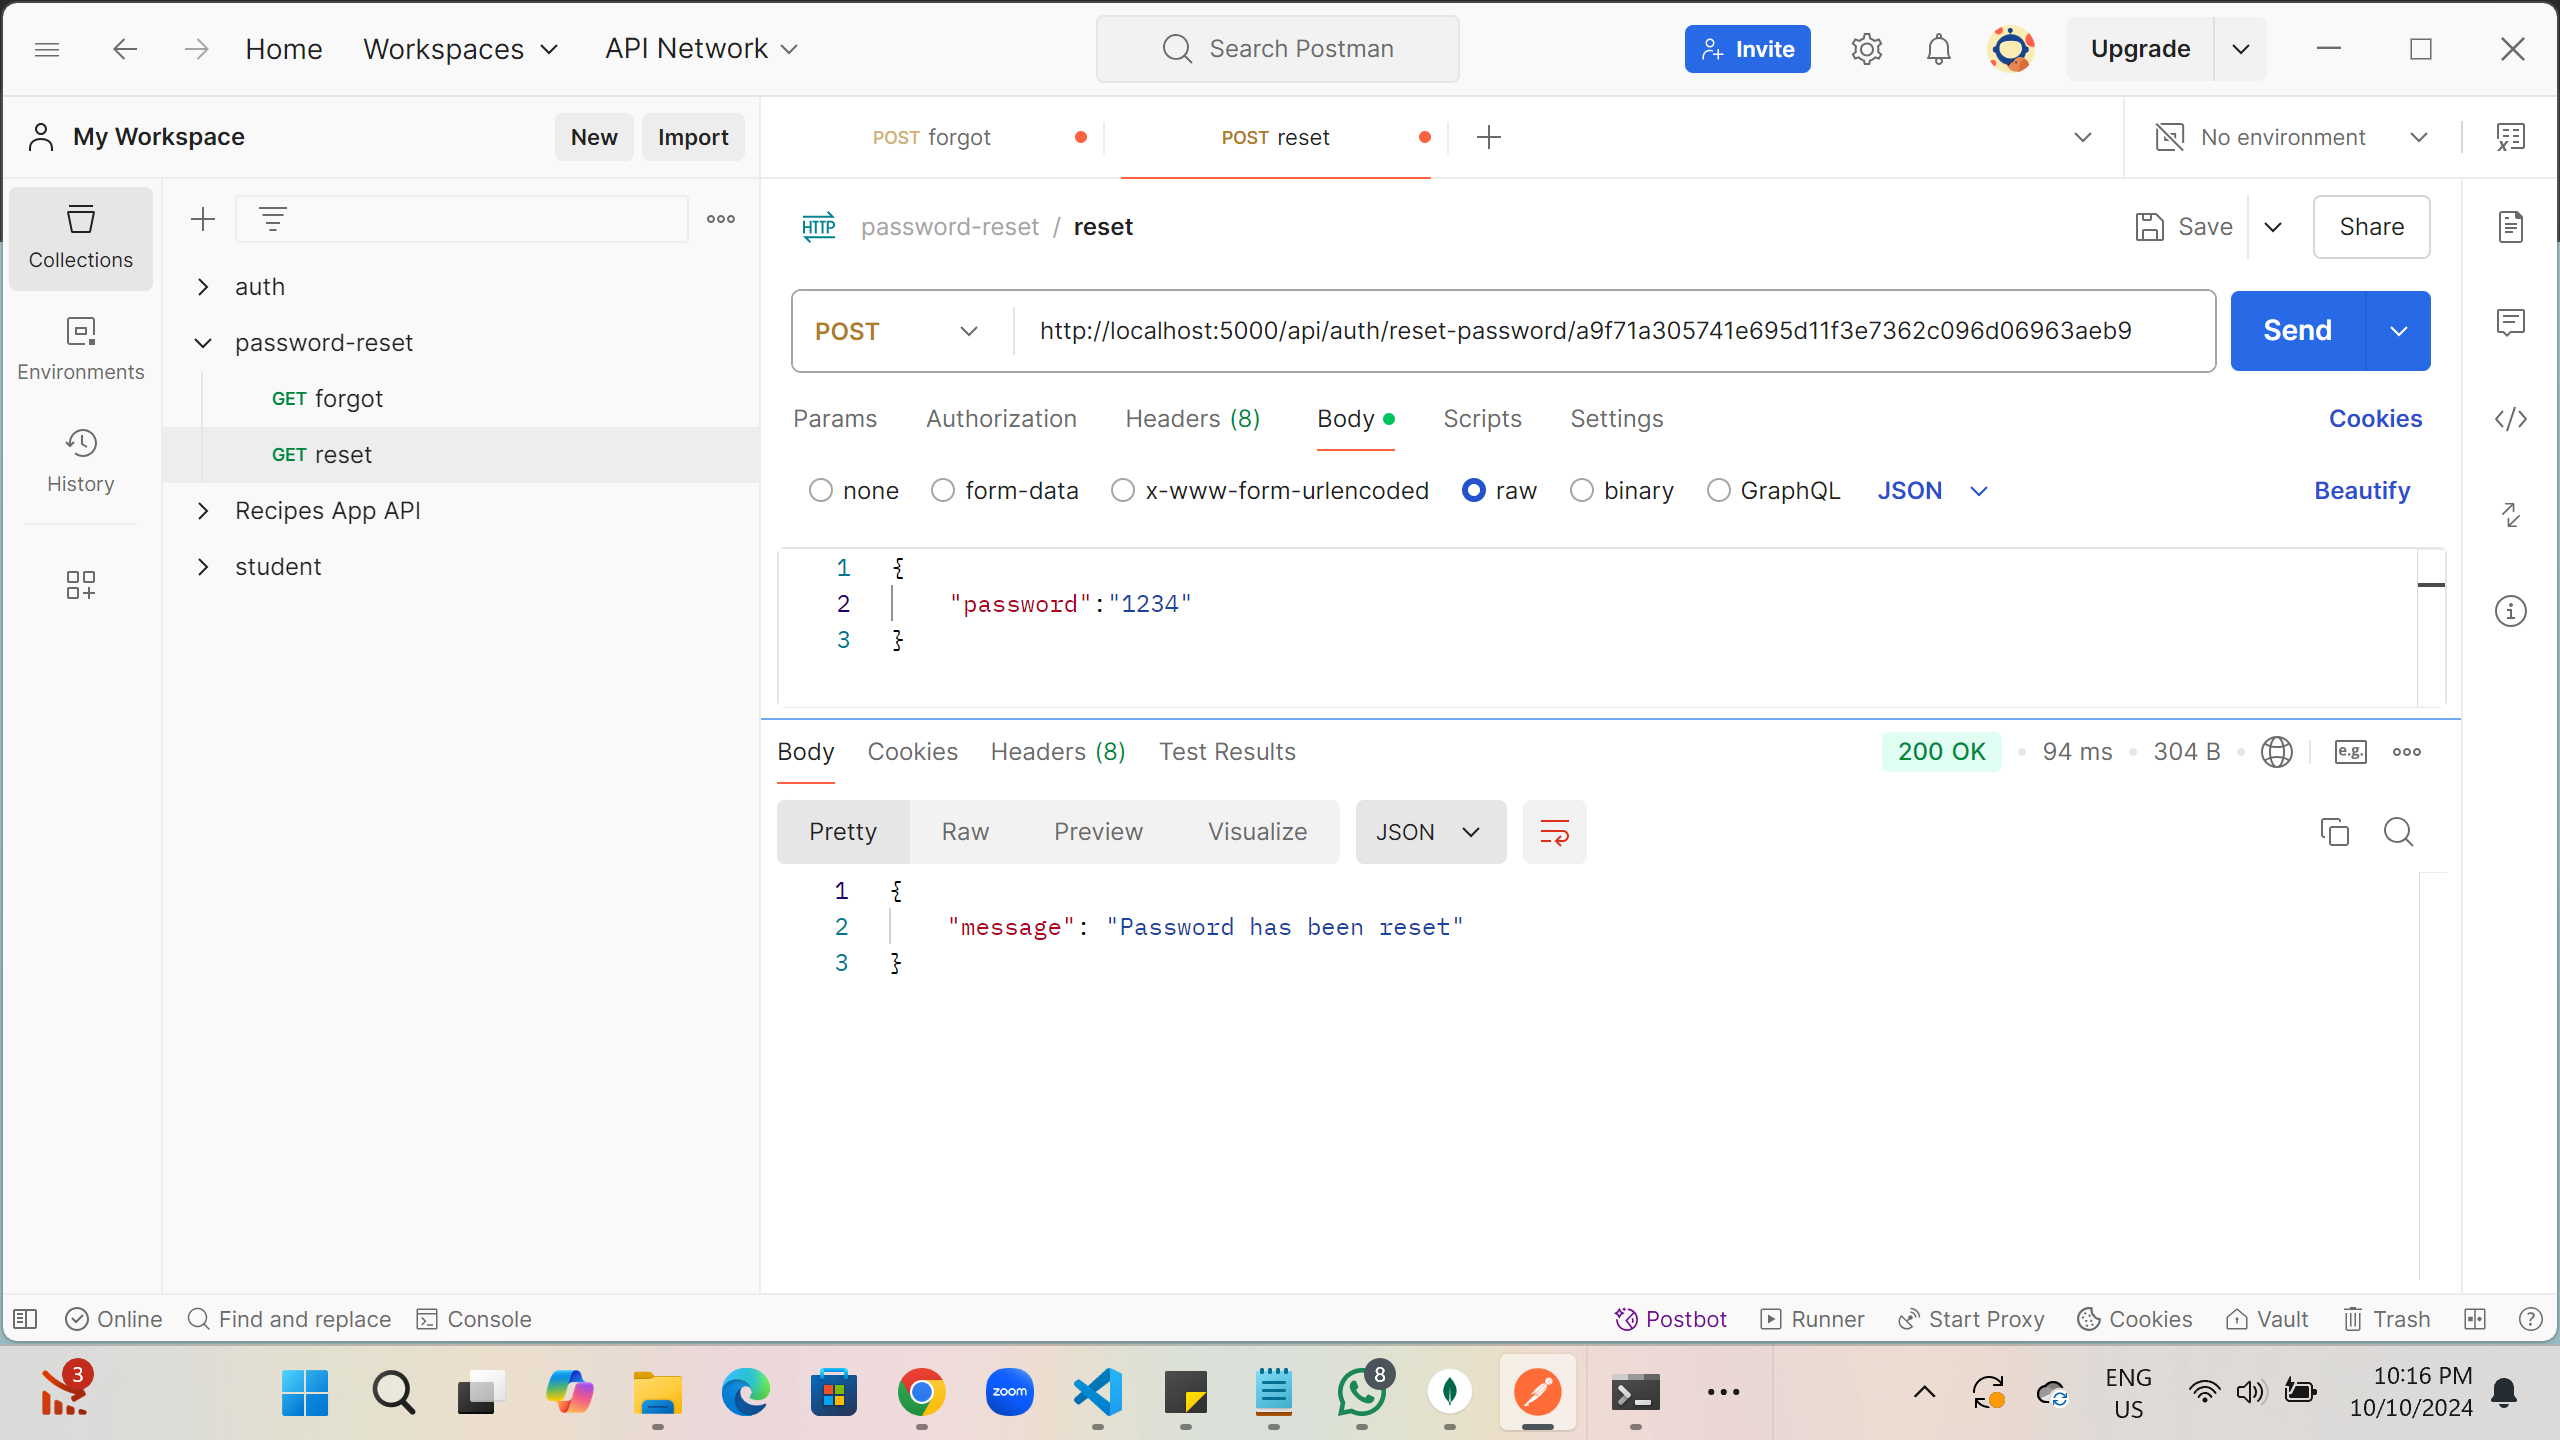 Home Workspaces API Network Search Postman Invite Upgrade
My Workspace New Import POST forgot POST reset No environment
Collections
Environments
History
auth
password-reset
GET forgot
GET reset
Recipes App API
student
HTTP password-reset / reset Save Share
POST http://localhost:5000/api/auth/reset-password/a9f71a305741e695d11f3e7362c096d06963aeb9 Send
Params Authorization Headers (8) Body Scripts Settings Cookies
none form-data x-www-form-urlencoded raw binary GraphQL JSON Beautify
1 {
2 "password":"1234"
3 }
Body Cookies Headers (8) Test Results 200 OK 94 ms 304 B e.g.
Pretty Raw Preview Visualize JSON
1 {
2 "message": "Password has been reset"
3 }
Online Find and replace Console Postbot Runner Start Proxy Cookies Vault Trash
3 zoom 8 ENG US 10:16 PM
10/10/2024